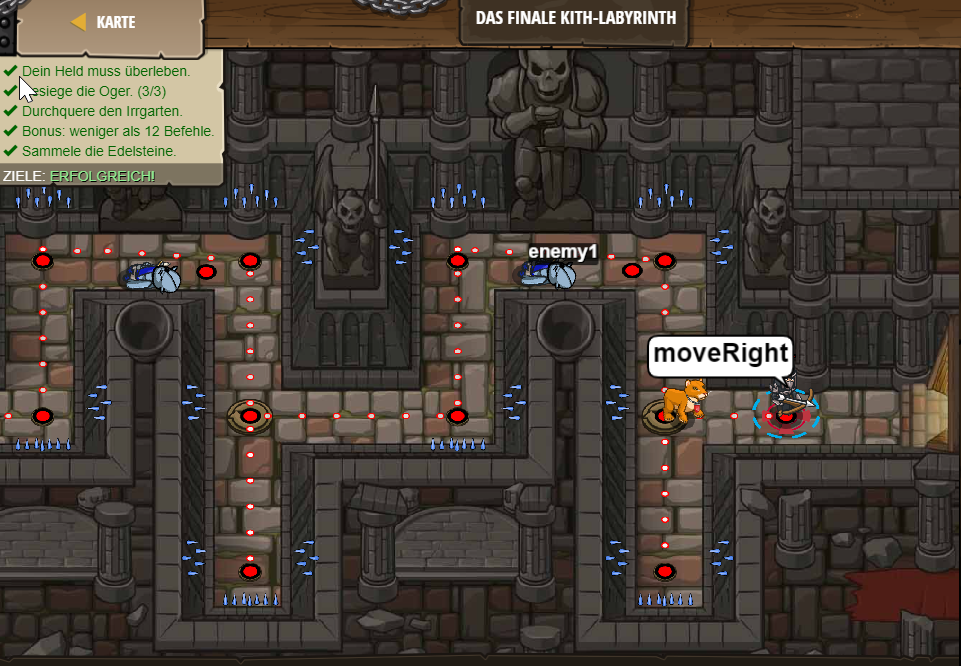 KARTE
DAS FINALE KITH-LABYRINTH
Dein Held muss überleben.
esiege die Oger. (3/3)
Durchquere den Irrgarten.
Bonus: weniger als 12 Befehle.
Sammele die Edelsteine.
ZIELE: ERFOLGREICH!
enemy1
moveRight